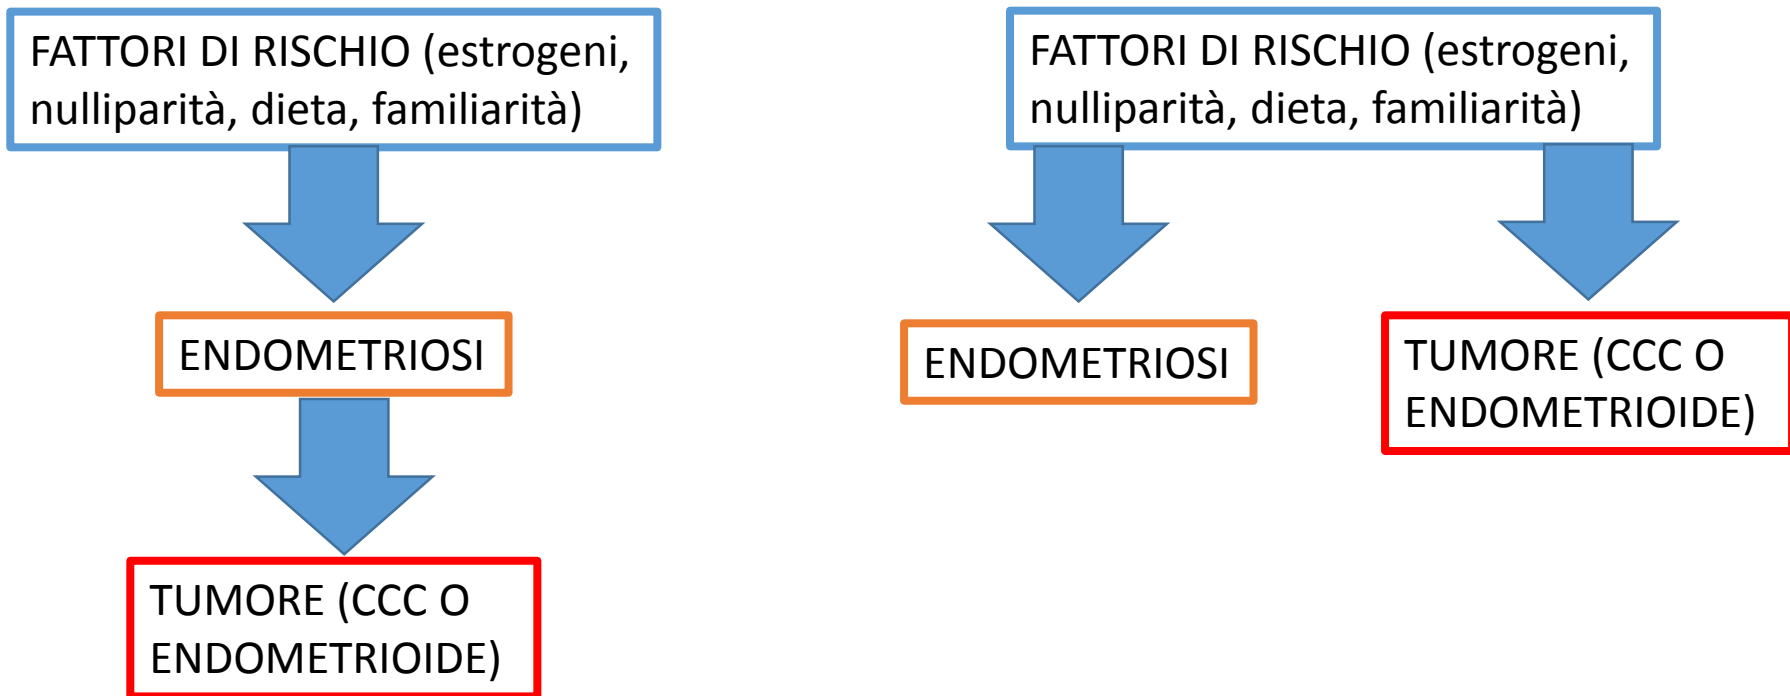 FATTORI DI RISCHIO (estrogeni,
nulliparità, dieta, familiarità)
ENDOMETRIOSI
TUMORE (CCC O
ENDOMETRIOIDE)
FATTORI DI RISCHIO (estrogeni,
nulliparità, dieta, familiarità)
ENDOMETRIOSI
TUMORE (CCC O
ENDOMETRIOIDE)